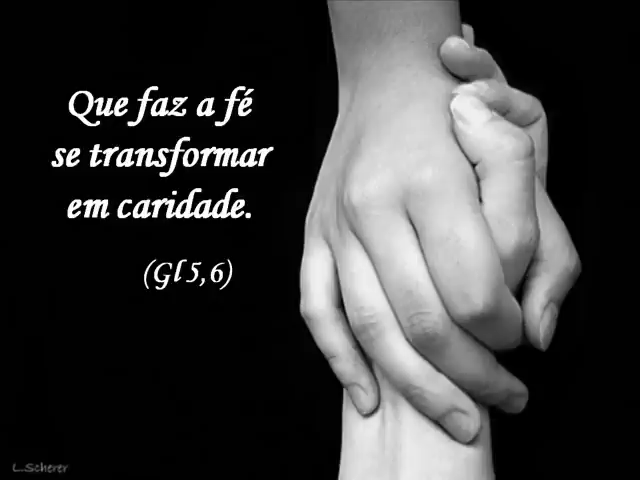 Que faz a fé
se transformar
em caridade.
(Gl 5,6)
L.Scherer